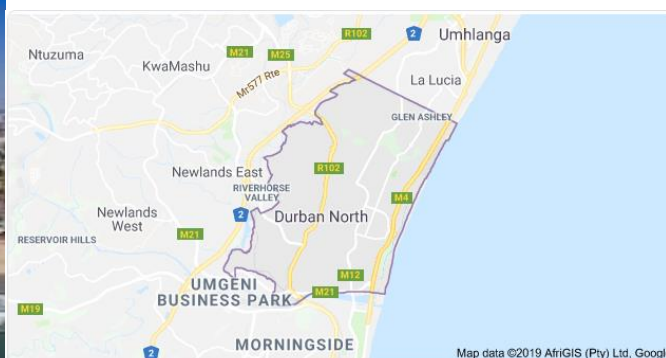 R102
2
Umhlanga
M21
M25
Ntuzuma
KwaMashu
Mr577 Rte
La Lucia
GLEN ASHLEY
R102
Newlands East
RIVERHORSE
VALLEY
M4
2
Newlands
West
Durban North
M21
RESERVOIR HILLS
M12
UMGENI
BUSINESS PARK
M21
M19
MORNINGSIDE
2
Map data ©2019 AfriGIS (Pty) Ltd, Googl